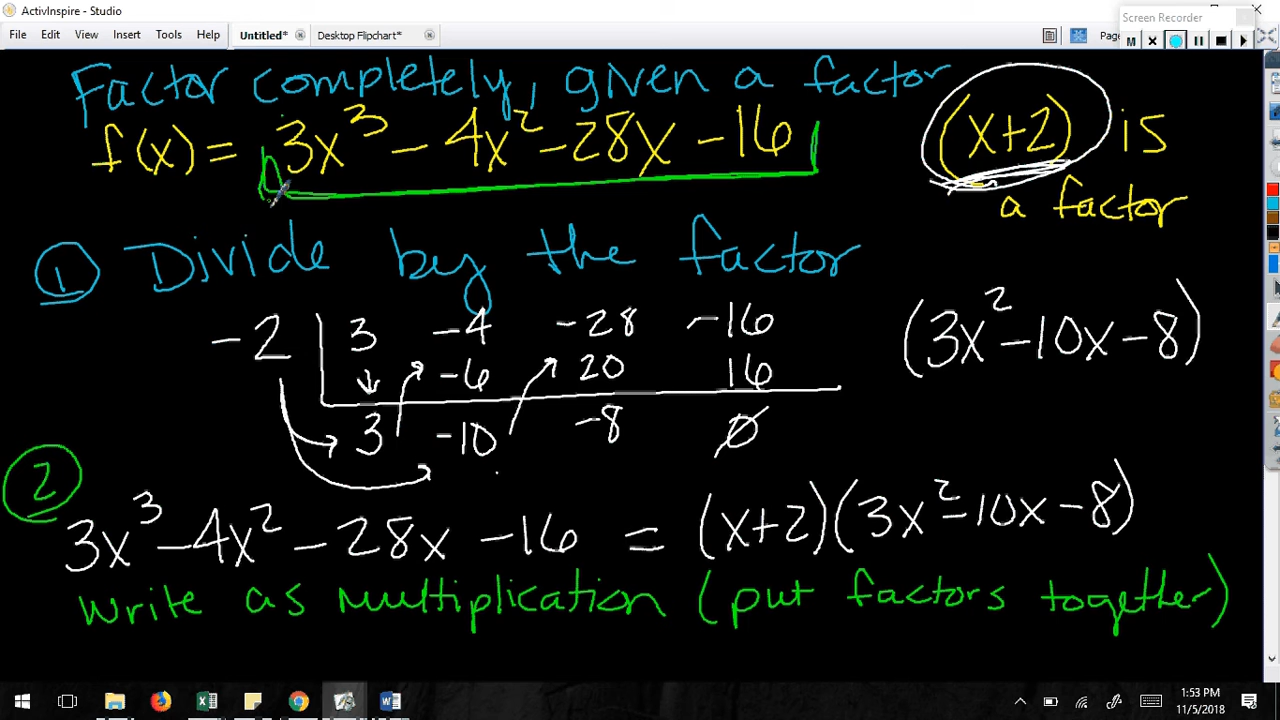 ActivInspire - Studio
Screen Recorder
File Edit View Insert Tools Help Untitled* Desktop Flipchart* Page
M
Factor completely, given a factor
f(x) = 3x³ - 4x² - 28x - 16 (x+2) is
a factor
① Divide by the factor
-2 3 -4 -28 -16 (3x² - 10x - 8)
-6 20 16
3 -10 -8 0
②
3x³ - 4x² - 28x - 16 = (x+2)(3x² - 10x - 8)
Write as multiplication (put factors together)
1:53 PM
11/5/2018